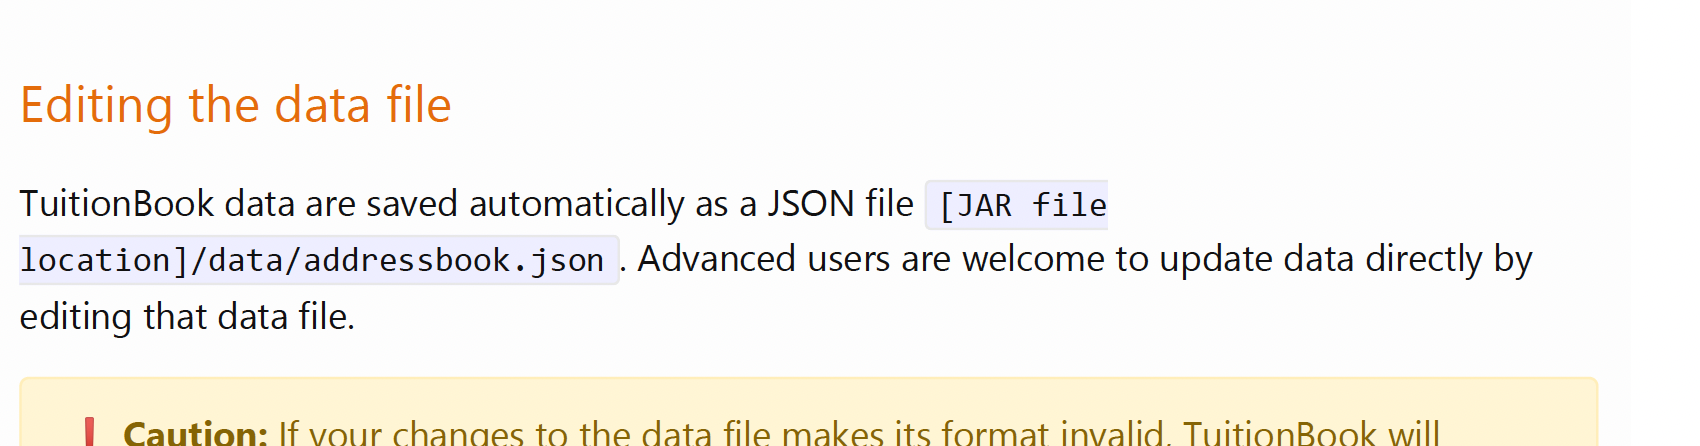 Editing the data file
TuitionBook data are saved automatically as a JSON file [JAR file
location]/data/addressbook.json . Advanced users are welcome to update data directly by
editing that data file.
Caution: If your changes to the data file makes its format invalid, TuitionBook will